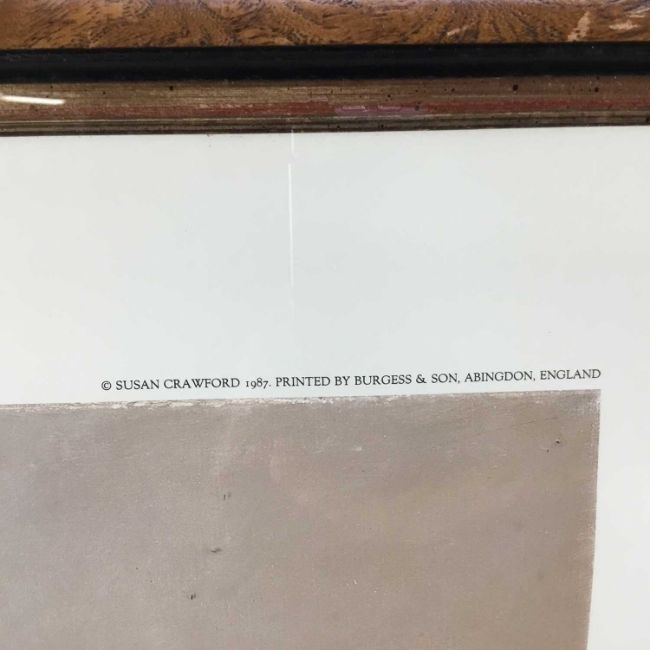 © SUSAN CRAWFORD 1987. PRINTED BY BURGESS & SON, ABINGDON, ENGLAND